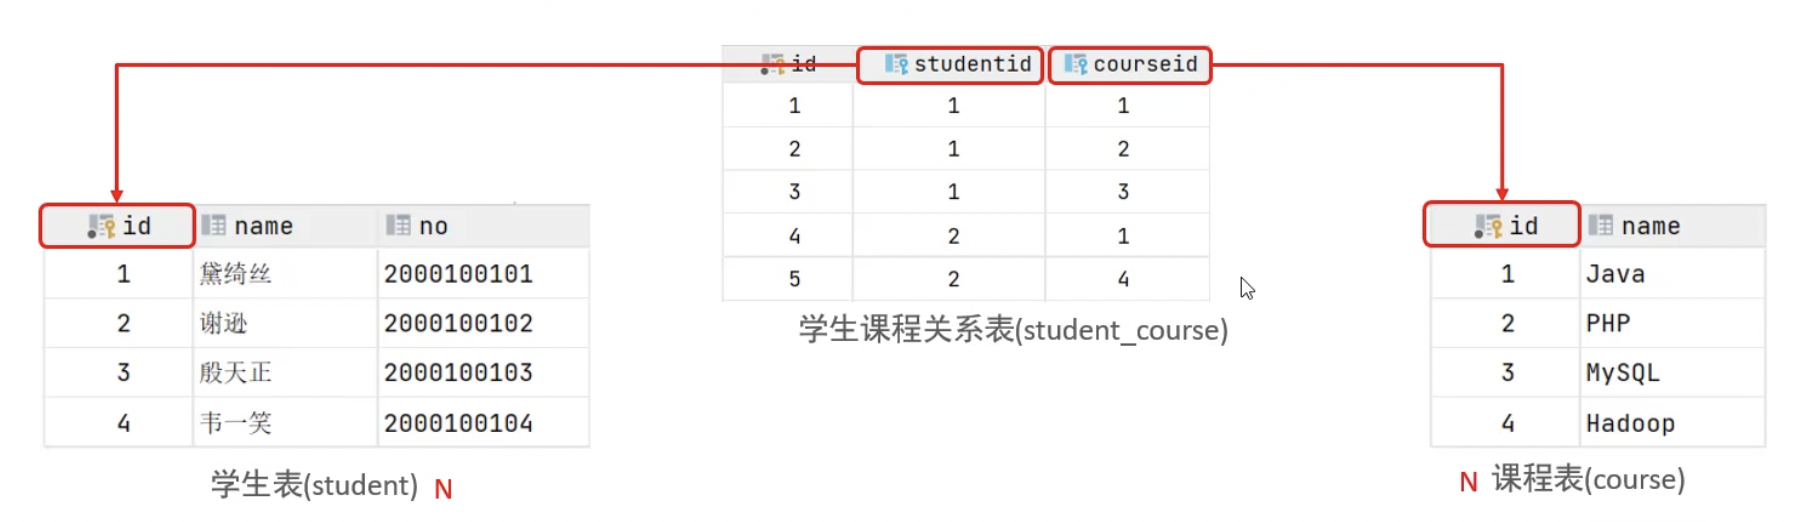 id studentid courseid
1 1 1
2 1 2
3 1 3
4 2 1
5 2 4
学生课程关系表(student_course)
id name no
1 黛绮丝 2000100101
2 谢逊 2000100102
3 殷天正 2000100103
4 韦一笑 2000100104
学生表(student) N
id name
1 Java
2 PHP
3 MySQL
4 Hadoop
N 课程表(course)